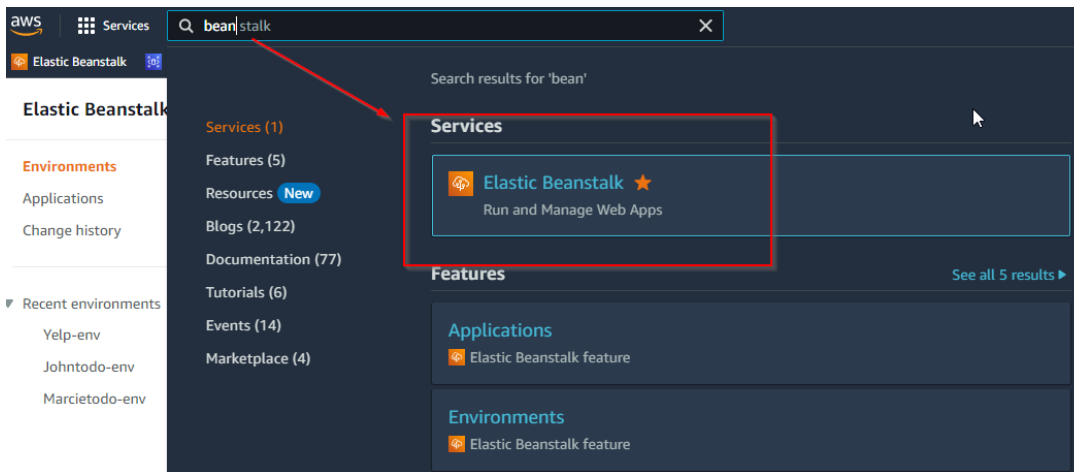 aws
Services
bean stalk
Elastic Beanstalk
Elastic Beanstalk
Environments
Applications
Change history
Recent environments
Yelp-env
Johntodo-env
Marcietodo-env
Services (1)
Features (5)
Resources New
Blogs (2,122)
Documentation (77)
Tutorials (6)
Events (14)
Marketplace (4)
Search results for 'bean'
Services
Elastic Beanstalk
Run and Manage Web Apps
Features
See all 5 results
Applications
Elastic Beanstalk feature
Environments
Elastic Beanstalk feature